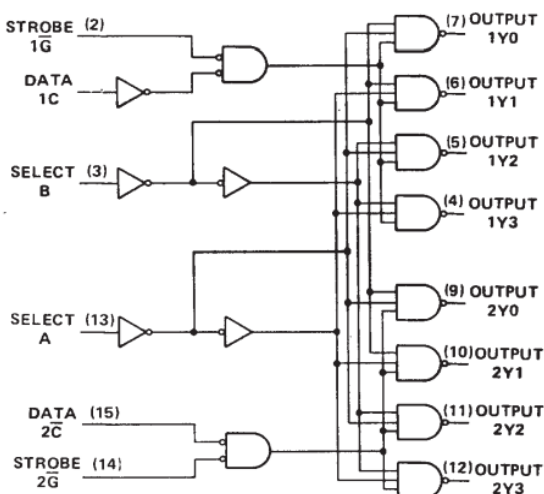 STROBE (2)
1G̅
DATA
1C
SELECT (3)
B
SELECT (13)
A
DATA (15)
2C̅
STROBE (14)
2G̅
(7) OUTPUT
1Y0
(6) OUTPUT
1Y1
(5) OUTPUT
1Y2
(4) OUTPUT
1Y3
(9) OUTPUT
2Y0
(10) OUTPUT
2Y1
(11) OUTPUT
2Y2
(12) OUTPUT
2Y3